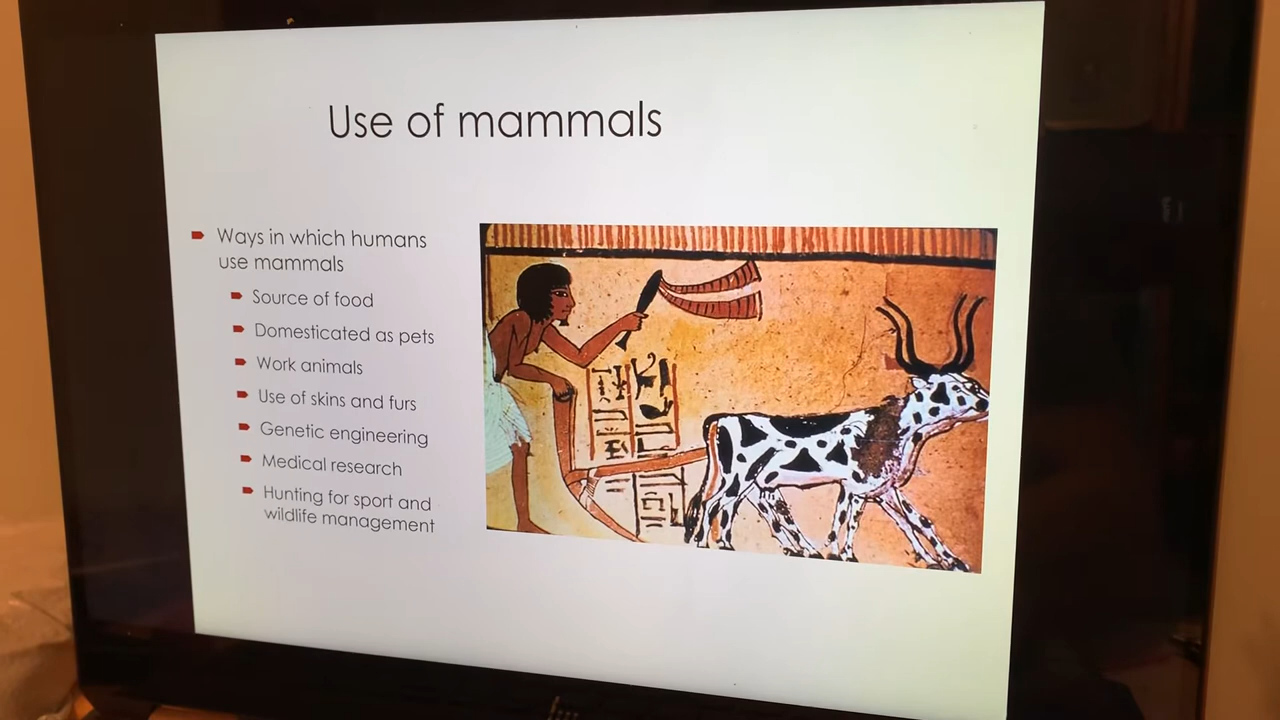 Use of mammals
Ways in which humans
use mammals
Source of food
Domesticated as pets
Work animals
Use of skins and furs
Genetic engineering
Medical research
Hunting for sport and
wildlife management